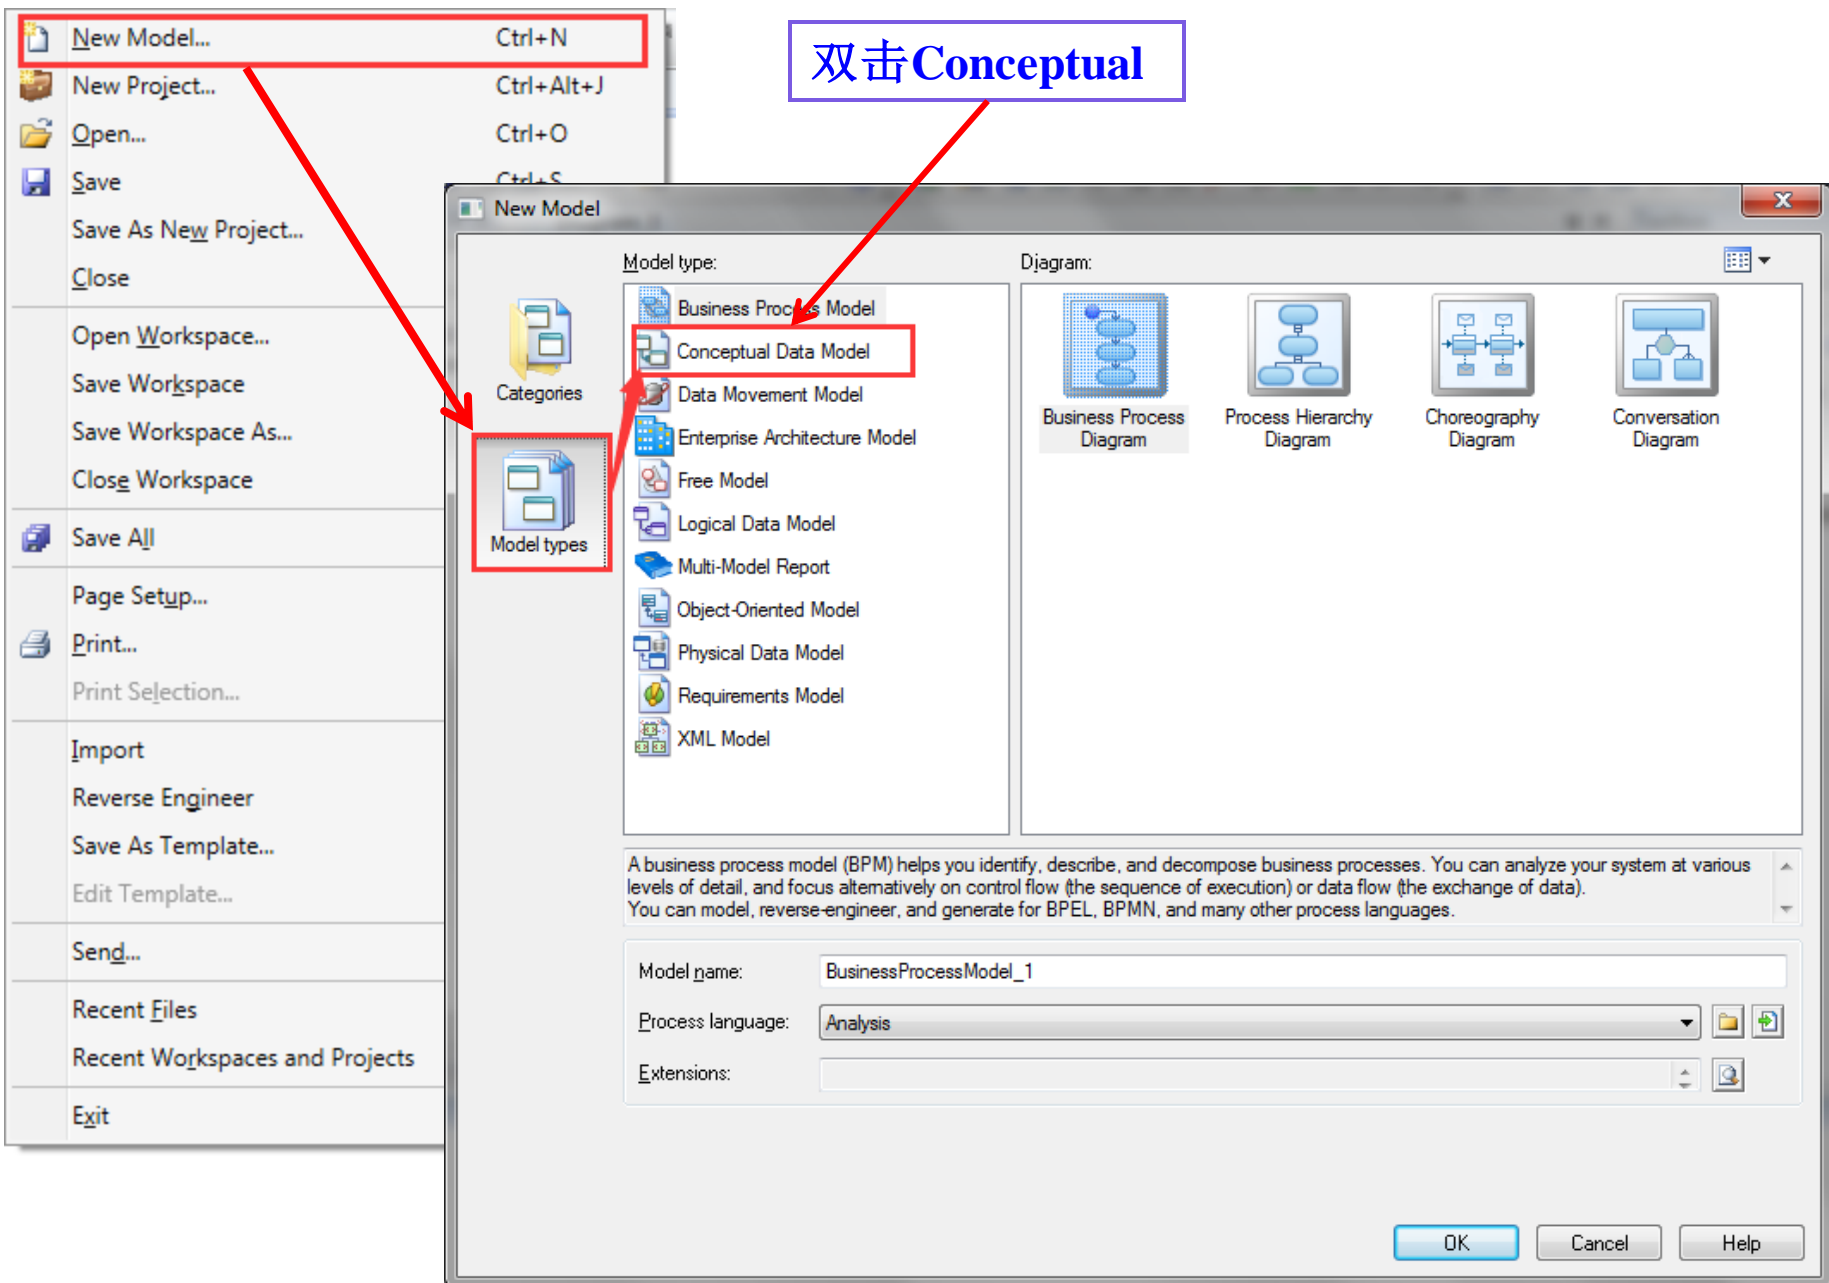 New Model... Ctrl+N
New Project... Ctrl+Alt+J
Open... Ctrl+O
Save Ctrl+S
Save As New Project...
Close
Open Workspace...
Save Workspace
Save Workspace As...
Close Workspace
Save All
Page Setup...
Print...
Print Selection...
Import
Reverse Engineer
Save As Template...
Edit Template...
Send...
Recent Files
Recent Workspaces and Projects
Exit
双击Conceptual
New Model
Categories
Model types
Model type:
Business Process Model
Conceptual Data Model
Data Movement Model
Enterprise Architecture Model
Free Model
Logical Data Model
Multi-Model Report
Object-Oriented Model
Physical Data Model
Requirements Model
XML Model
Diagram:
Business Process
Diagram
Process Hierarchy
Diagram
Choreography
Diagram
Conversation
Diagram
A business process model (BPM) helps you identify, describe, and decompose business processes. You can analyze your system at various
levels of detail, and focus alternatively on control flow (the sequence of execution) or data flow (the exchange of data).
You can model, reverse-engineer, and generate for BPEL, BPMN, and many other process languages.
Model name: BusinessProcessModel_1
Process language: Analysis
Extensions:
OK Cancel Help